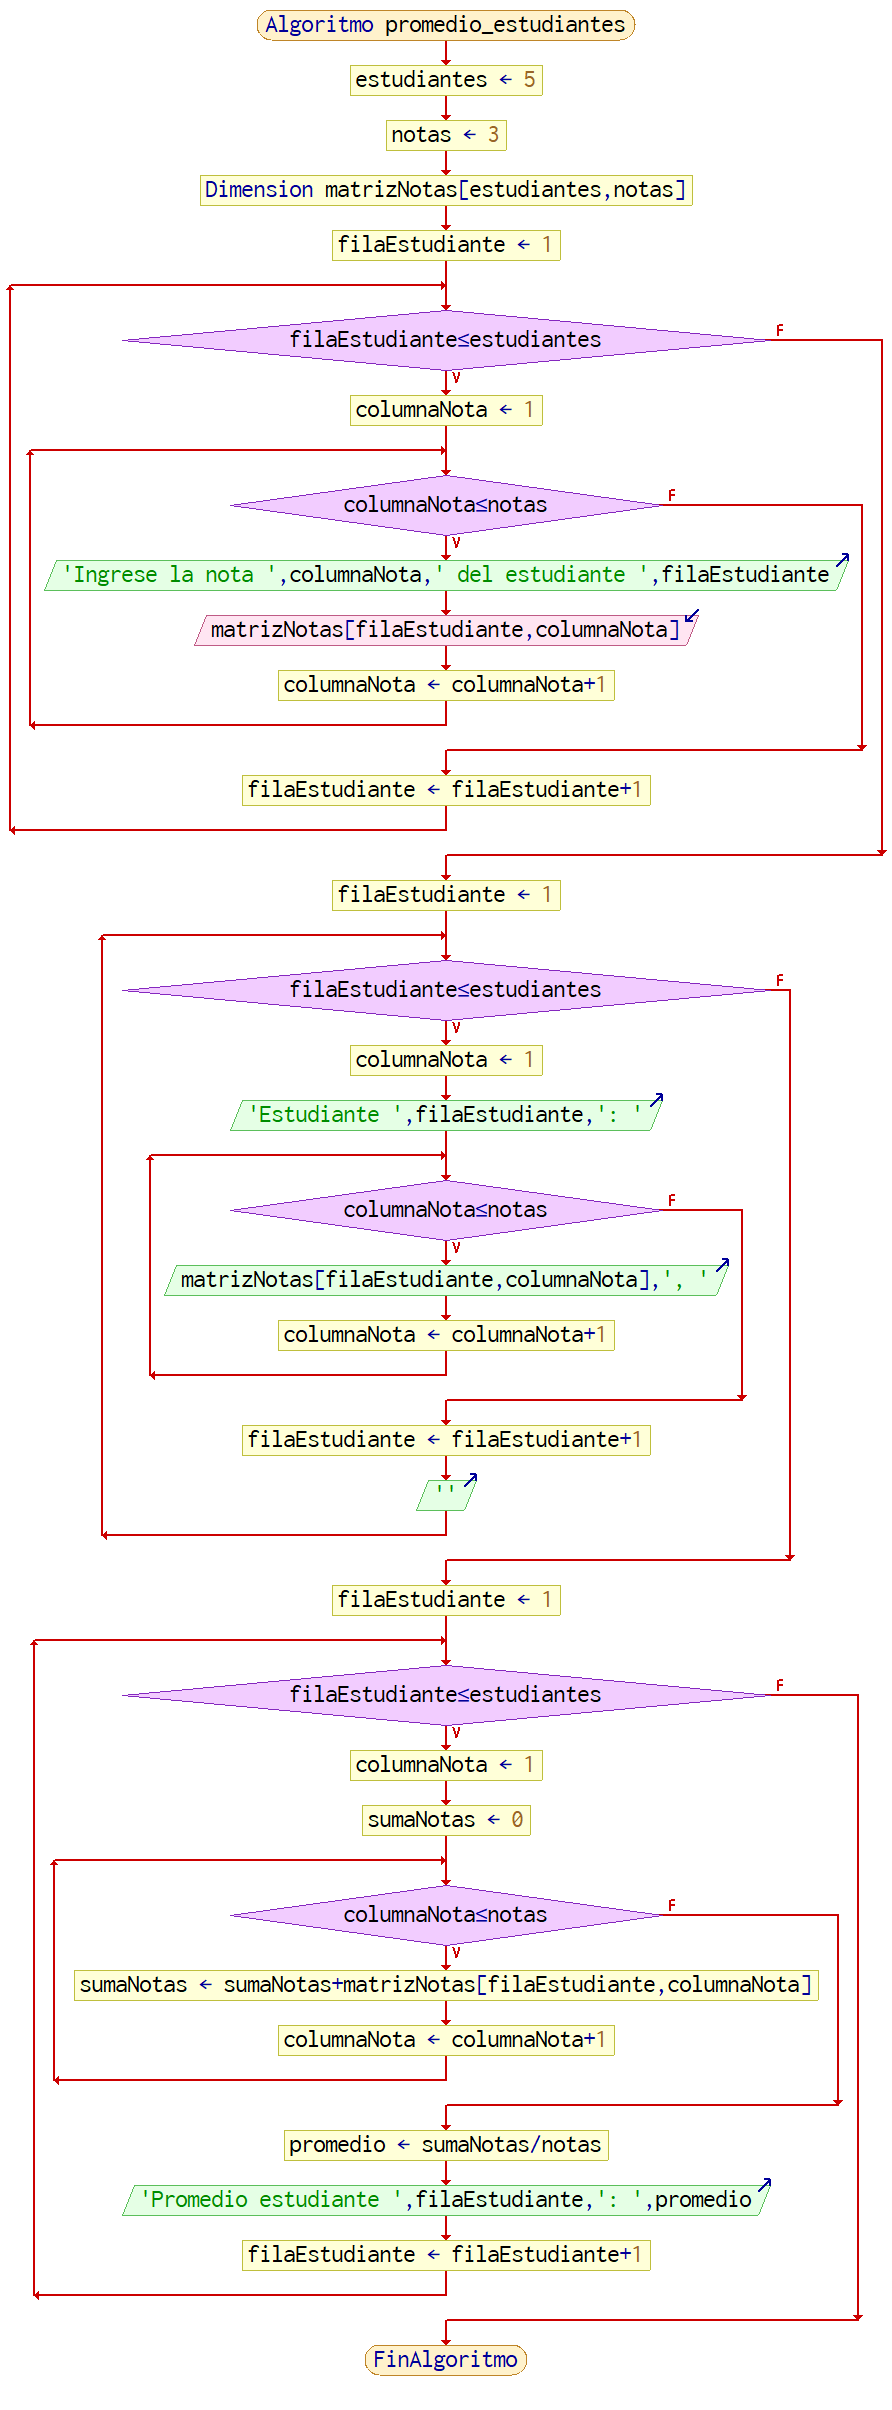 Algoritmo promedio_estudiantes
estudiantes ← 5
notas ← 3
Dimension matrizNotas[estudiantes,notas]
filaEstudiante ← 1
filaEstudiante≤estudiantes
F
V
columnaNota ← 1
columnaNota≤notas
F
V
'Ingrese la nota ',columnaNota,' del estudiante ',filaEstudiante
matrizNotas[filaEstudiante,columnaNota]
columnaNota ← columnaNota+1
filaEstudiante ← filaEstudiante+1
filaEstudiante ← 1
filaEstudiante≤estudiantes
F
V
columnaNota ← 1
'Estudiante ',filaEstudiante,': '
columnaNota≤notas
F
V
matrizNotas[filaEstudiante,columnaNota],', '
columnaNota ← columnaNota+1
filaEstudiante ← filaEstudiante+1
''
filaEstudiante ← 1
filaEstudiante≤estudiantes
F
V
columnaNota ← 1
sumaNotas ← 0
columnaNota≤notas
F
V
sumaNotas ← sumaNotas+matrizNotas[filaEstudiante,columnaNota]
columnaNota ← columnaNota+1
promedio ← sumaNotas/notas
'Promedio estudiante ',filaEstudiante,': ',promedio
filaEstudiante ← filaEstudiante+1
FinAlgoritmo